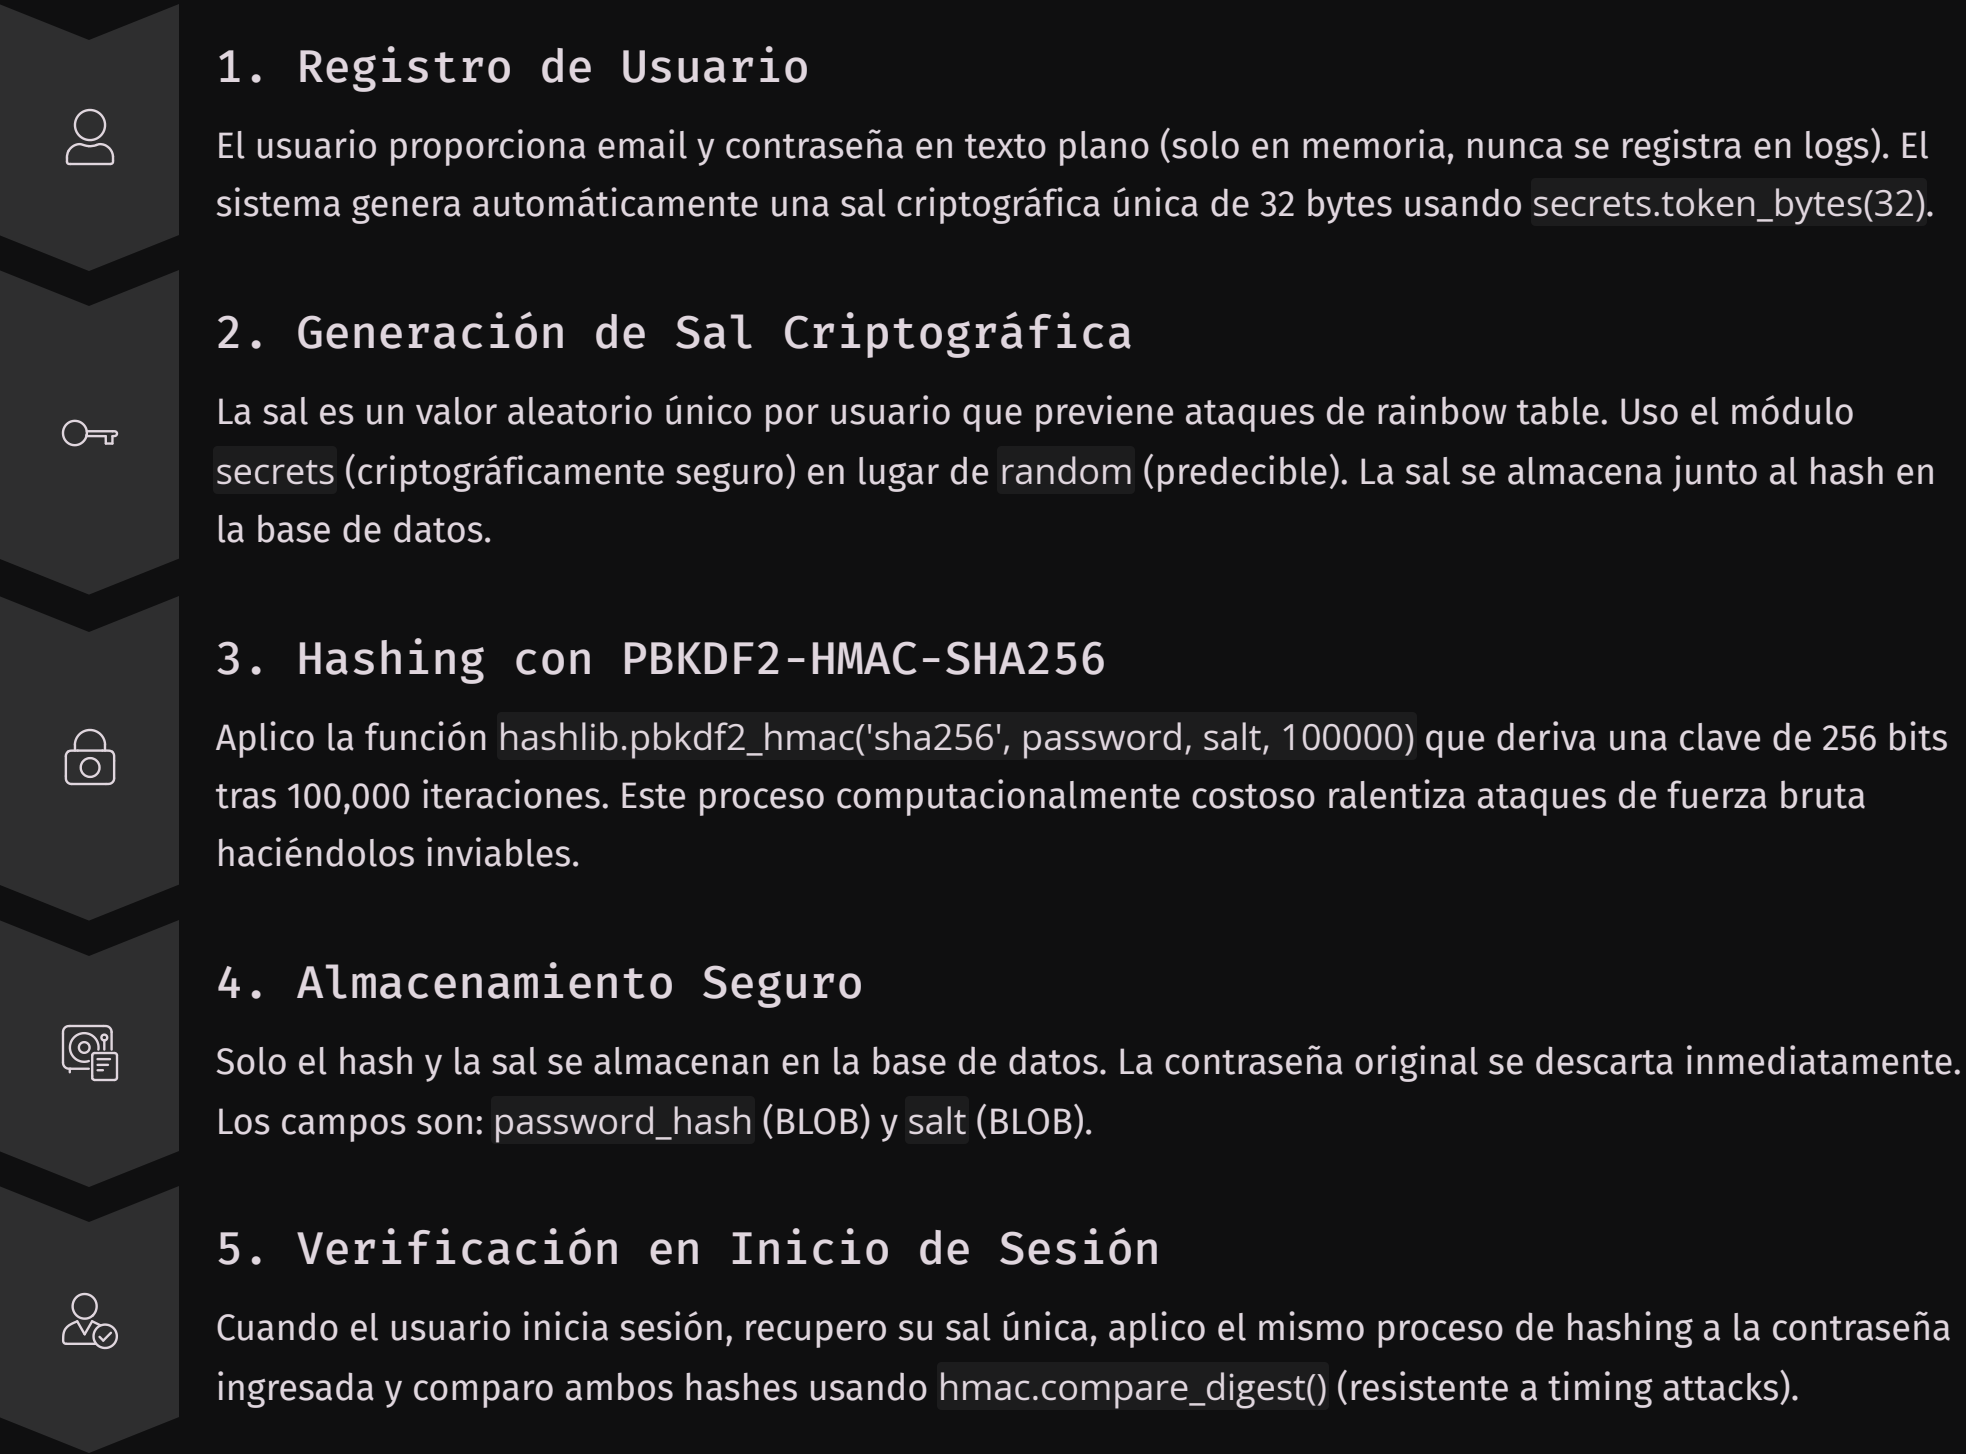 1. Registro de Usuario
El usuario proporciona email y contraseña en texto plano (solo en memoria, nunca se registra en logs). El
sistema genera automáticamente una sal criptográfica única de 32 bytes usando secrets.token_bytes(32).
2. Generación de Sal Criptográfica
La sal es un valor aleatorio único por usuario que previene ataques de rainbow table. Uso el módulo
secrets (criptográficamente seguro) en lugar de random (predecible). La sal se almacena junto al hash en
la base de datos.
3. Hashing con PBKDF2-HMAC-SHA256
Aplico la función hashlib.pbkdf2_hmac('sha256', password, salt, 100000) que deriva una clave de 256 bits
tras 100,000 iteraciones. Este proceso computacionalmente costoso ralentiza ataques de fuerza bruta
haciéndolos inviables.
4. Almacenamiento Seguro
Solo el hash y la sal se almacenan en la base de datos. La contraseña original se descarta inmediatamente.
Los campos son: password_hash (BLOB) y salt (BLOB).
5. Verificación en Inicio de Sesión
Cuando el usuario inicia sesión, recupero su sal única, aplico el mismo proceso de hashing a la contraseña
ingresada y comparo ambos hashes usando hmac.compare_digest() (resistente a timing attacks).